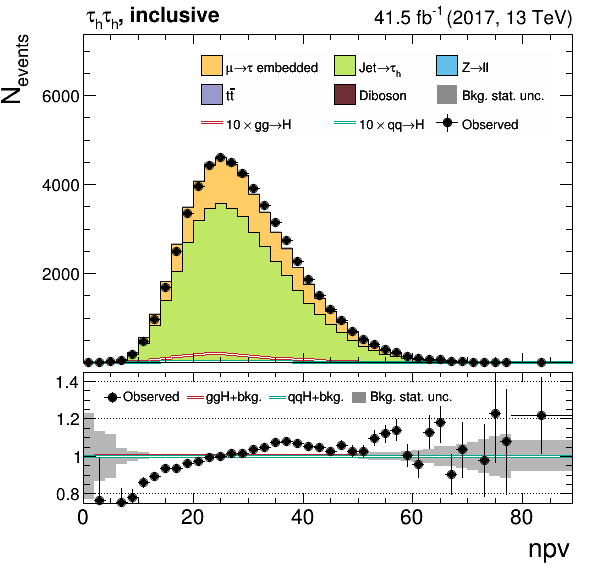 τhτh, inclusive 41.5 fb-1 (2017, 13 TeV)
Nevents
μ→τ embedded Jet→τh Z→ll
tt̄ Diboson Bkg. stat. unc.
10 × gg→H 10 × qq→H Observed
6000
4000
2000
1.4
Observed ggH+bkg. qqH+bkg. Bkg. stat. unc.
1.2
1
0.8
0 20 40 60 80
npv